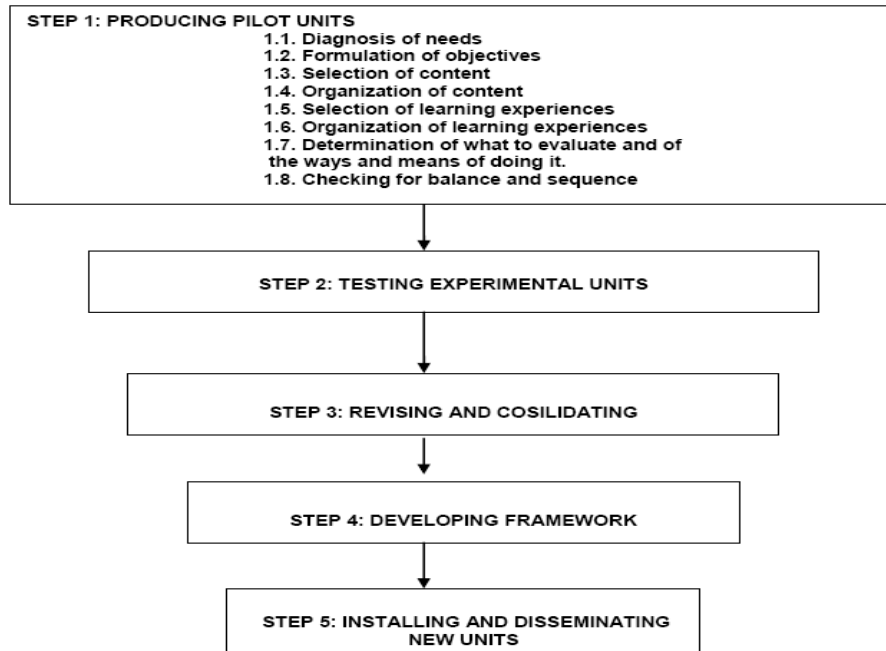 STEP 1: PRODUCING PILOT UNITS
1.1. Diagnosis of needs
1.2. Formulation of objectives
1.3. Selection of content
1.4. Organization of content
1.5. Selection of learning experiences
1.6. Organization of learning experiences
1.7. Determination of what to evaluate and of
the ways and means of doing it.
1.8. Checking for balance and sequence
STEP 2: TESTING EXPERIMENTAL UNITS
STEP 3: REVISING AND COSILIDATING
STEP 4: DEVELOPING FRAMEWORK
STEP 5: INSTALLING AND DISSEMINATING
NEW UNITS